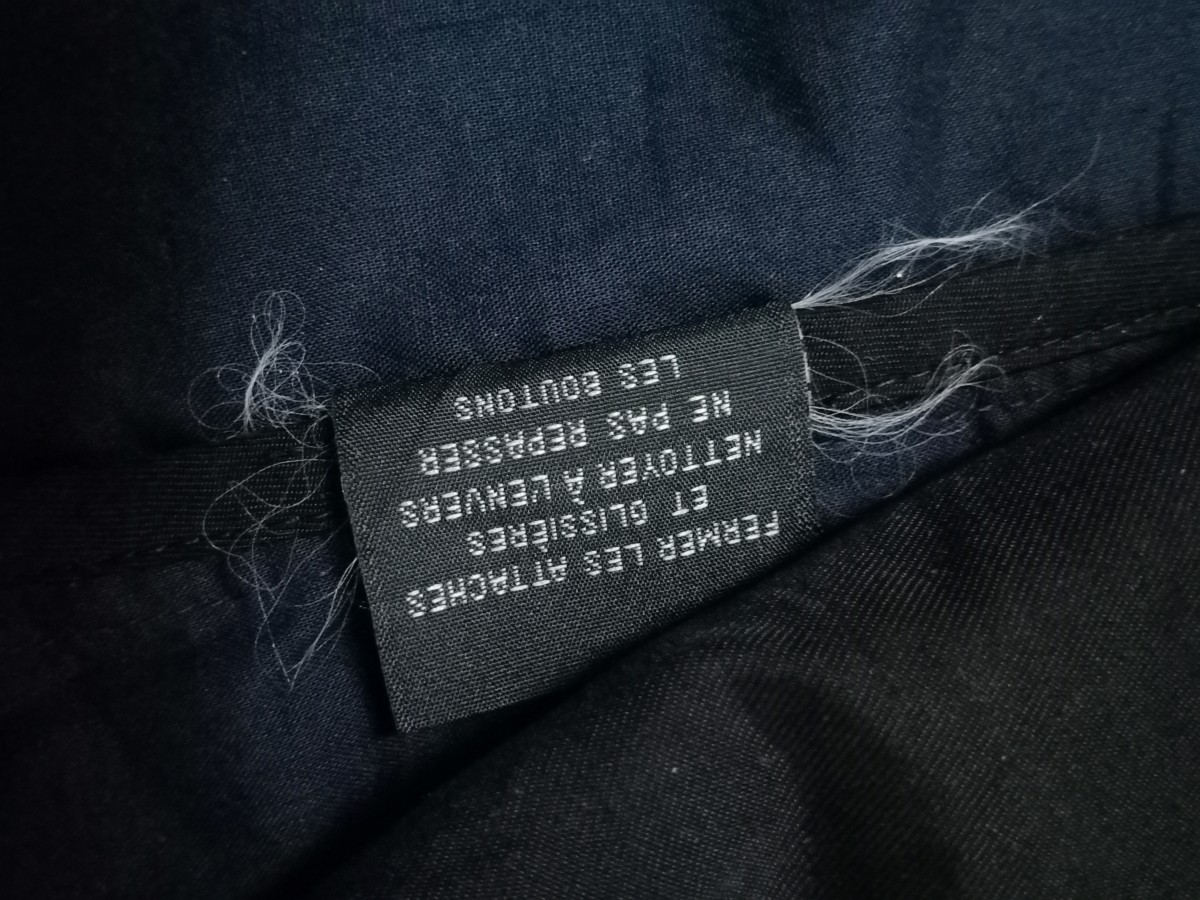 FERMER LES ATTACHES
ET GLISSIÈRES
NETTOYER À L'ENVERS
NE PAS REPASSER
LES BOUTONS